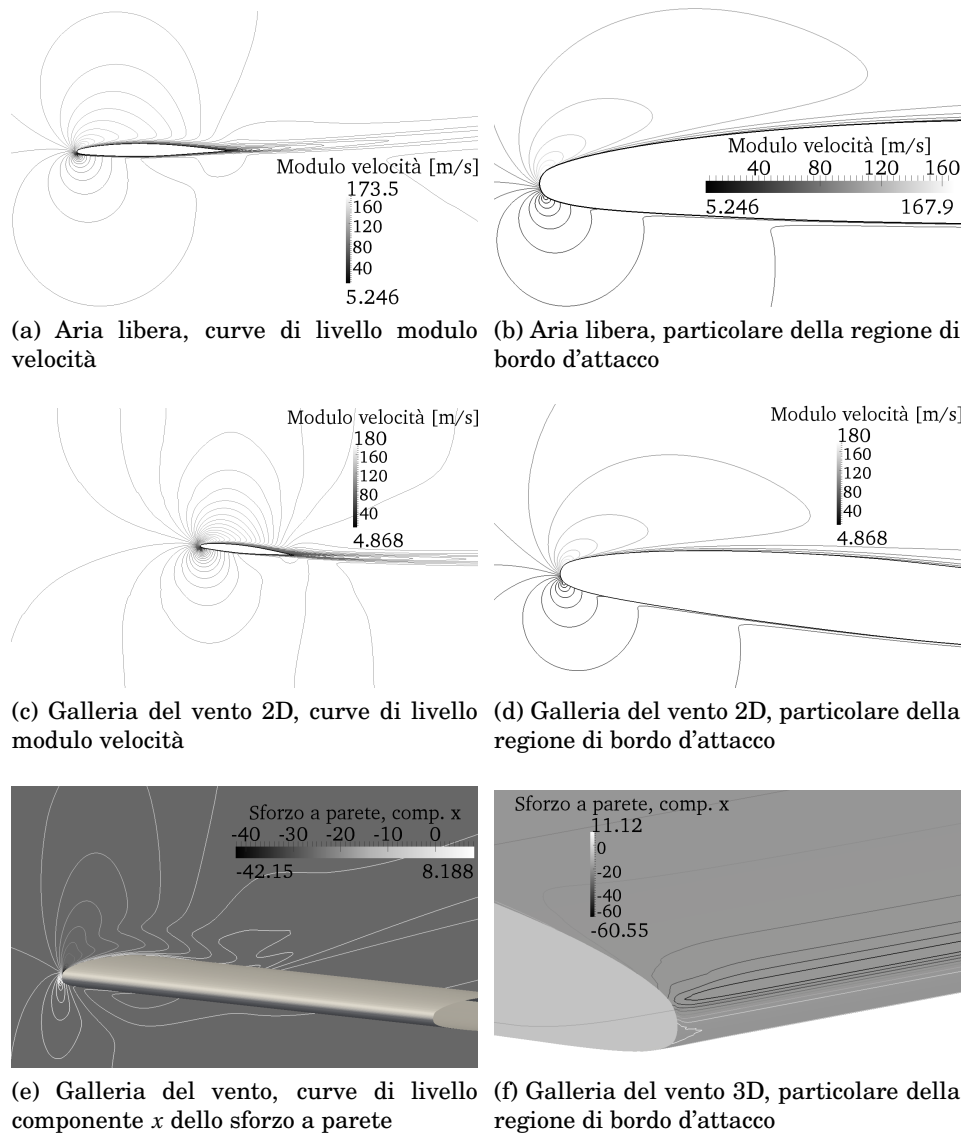 Modulo velocità [m/s]
173.5
160
120
80
40
5.246
Modulo velocità [m/s]
40 80 120 160
5.246 167.9
(a) Aria libera, curve di livello modulo
velocità
(b) Aria libera, particolare della regione di
bordo d'attacco
Modulo velocità [m/s]
180
160
120
80
40
4.868
Modulo velocità [m/s]
180
160
120
80
40
4.868
(c) Galleria del vento 2D, curve di livello
modulo velocità
(d) Galleria del vento 2D, particolare della
regione di bordo d'attacco
Sforzo a parete, comp. x
-40 -30 -20 -10 0
-42.15 8.188
Sforzo a parete, comp. x
11.12
0
-20
-40
-60
-60.55
(e) Galleria del vento, curve di livello
componente x dello sforzo a parete
(f) Galleria del vento 3D, particolare della
regione di bordo d'attacco